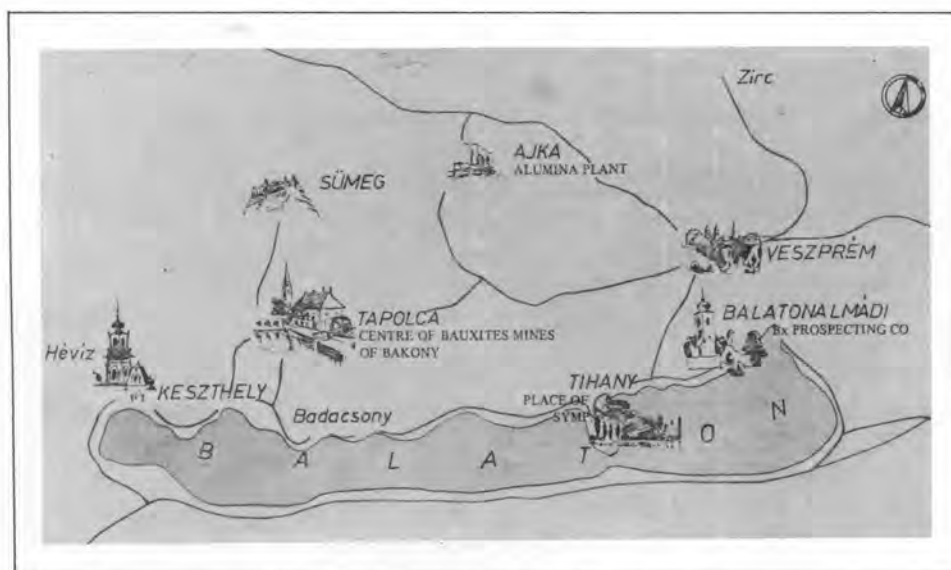 Zirc
AJKA
ALUMINA PLANT
SÜMEG
VESZPRÉM
BALATONALMÁDI
Bx PROSPECTING CO
TAPOLCA
CENTRE OF BAUXITES MINES
OF BAKONY
Hévíz
KESZTHELY
TIHANY
PLACE OF
SYMP
Badacsony
B A L A T O N